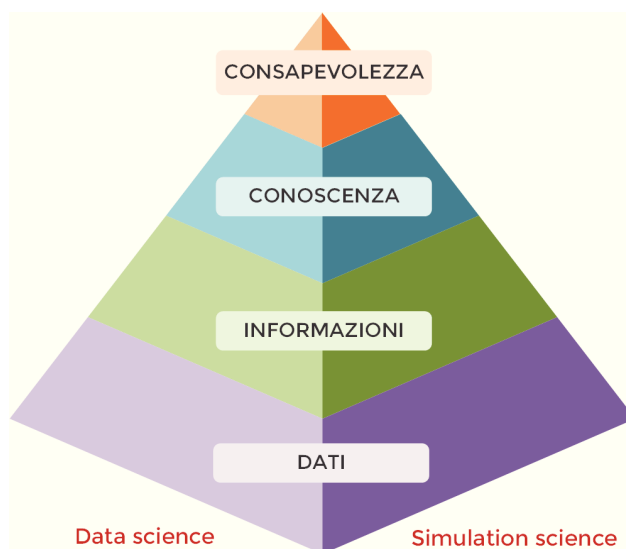 CONSAPEVOLEZZA
CONOSCENZA
INFORMAZIONI
DATI
Data science
Simulation science